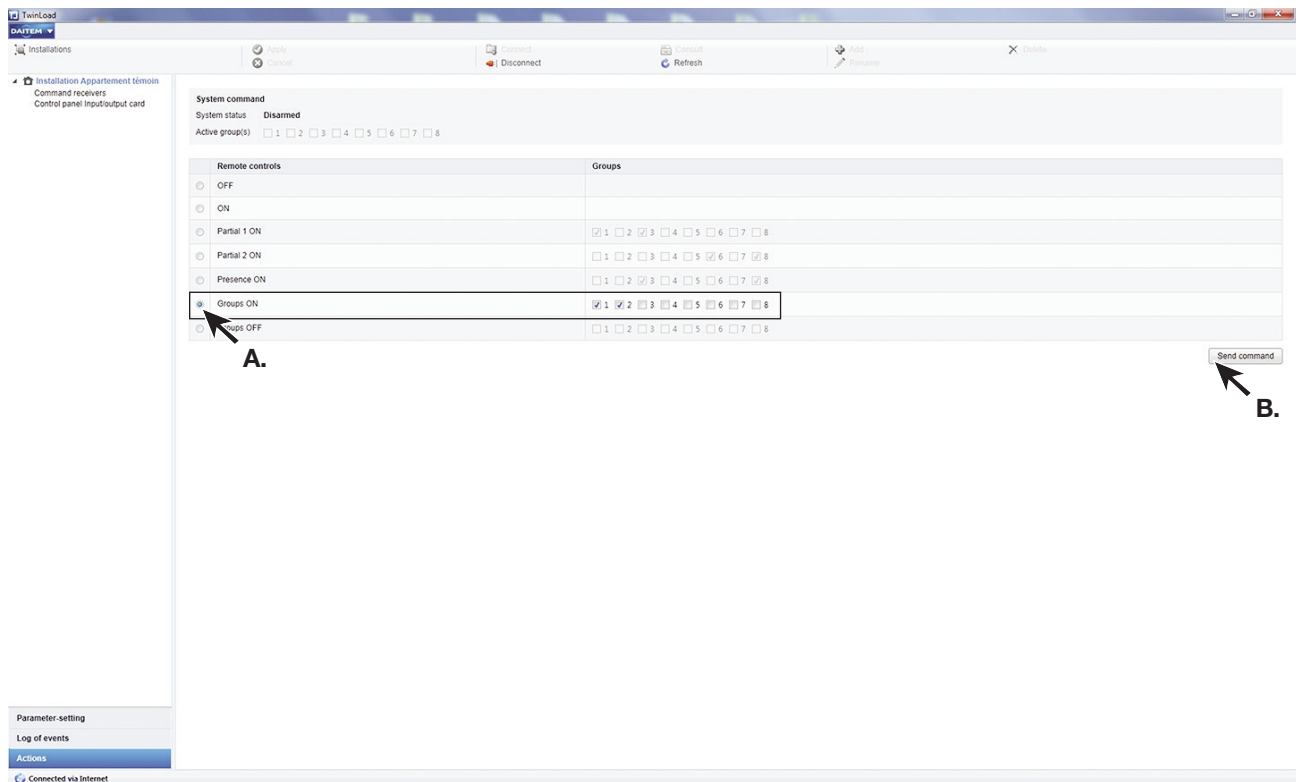 TwinLoad
DAITEM
Installations
Apply
Cancel
Connect
Disconnect
Consult
Refresh
Add
Rename
Delete
Installation Appartement témoin
Command receivers
Control panel Input/output card
System command
System status Disarmed
Active group(s) 1 2 3 4 5 6 7 8
Remote controls Groups
OFF
ON
Partial 1 ON 1 2 3 4 5 6 7 8
Partial 2 ON 1 2 3 4 5 6 7 8
Presence ON 1 2 3 4 5 6 7 8
Groups ON 1 2 3 4 5 6 7 8
OFF 1 2 3 4 5 6 7 8
A.
Send command
B.
Parameter-setting
Log of events
Actions
Connected via Internet